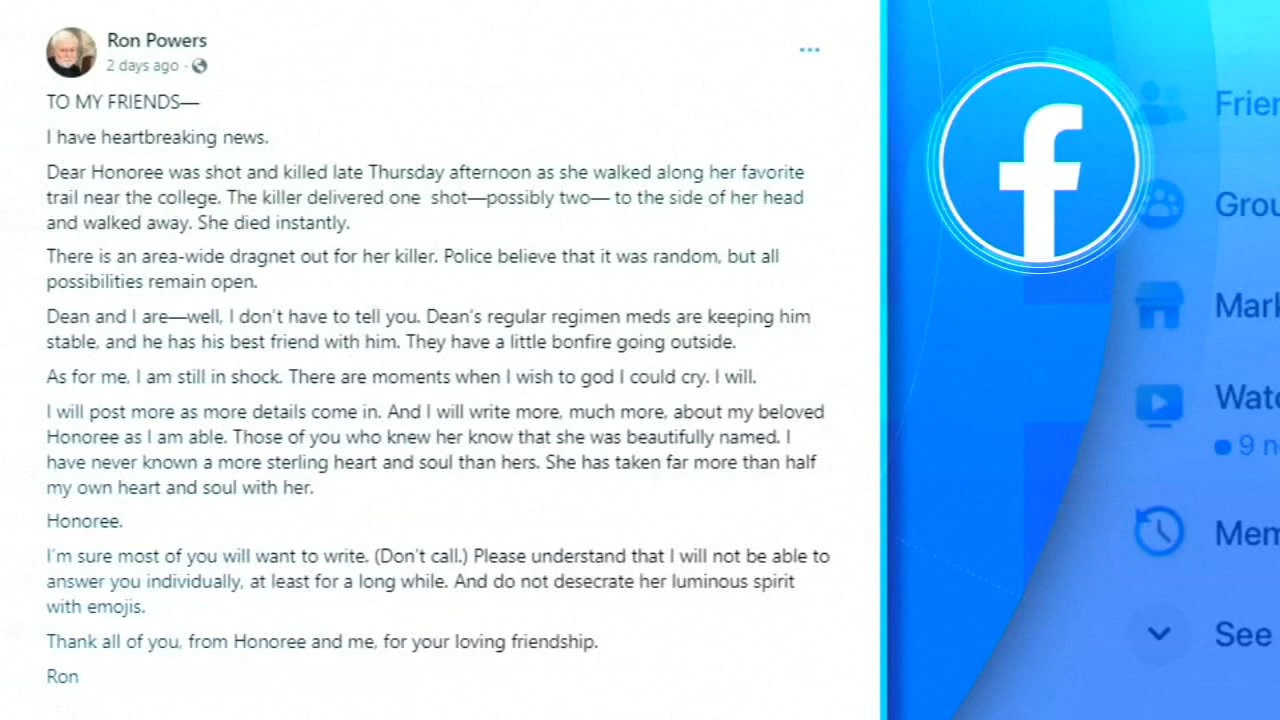 Ron Powers
2 days ago ·
TO MY FRIENDS—
I have heartbreaking news.
Dear Honoree was shot and killed late Thursday afternoon as she walked along her favorite
trail near the college. The killer delivered one  shot—possibly two— to the side of her head
and walked away. She died instantly.
There is an area-wide dragnet out for her killer. Police believe that it was random, but all
possibilities remain open.
Dean and I are—well, I don't have to tell you. Dean's regular regimen meds are keeping him
stable, and he has his best friend with him. They have a little bonfire going outside.
As for me, I am still in shock. There are moments when I wish to god I could cry. I will.
I will post more as more details come in. And I will write more, much more, about my beloved
Honoree as I am able. Those of you who knew her know that she was beautifully named. I
have never known a more sterling heart and soul than hers. She has taken far more than half
my own heart and soul with her.
Honoree.
I'm sure most of you will want to write. (Don't call.) Please understand that I will not be able to
answer you individually, at least for a long while. And do not desecrate her luminous spirit
with emojis.
Thank all of you, from Honoree and me, for your loving friendship.
Ron
f
Frien
Grou
Mark
Watc
9 n
Mem
See